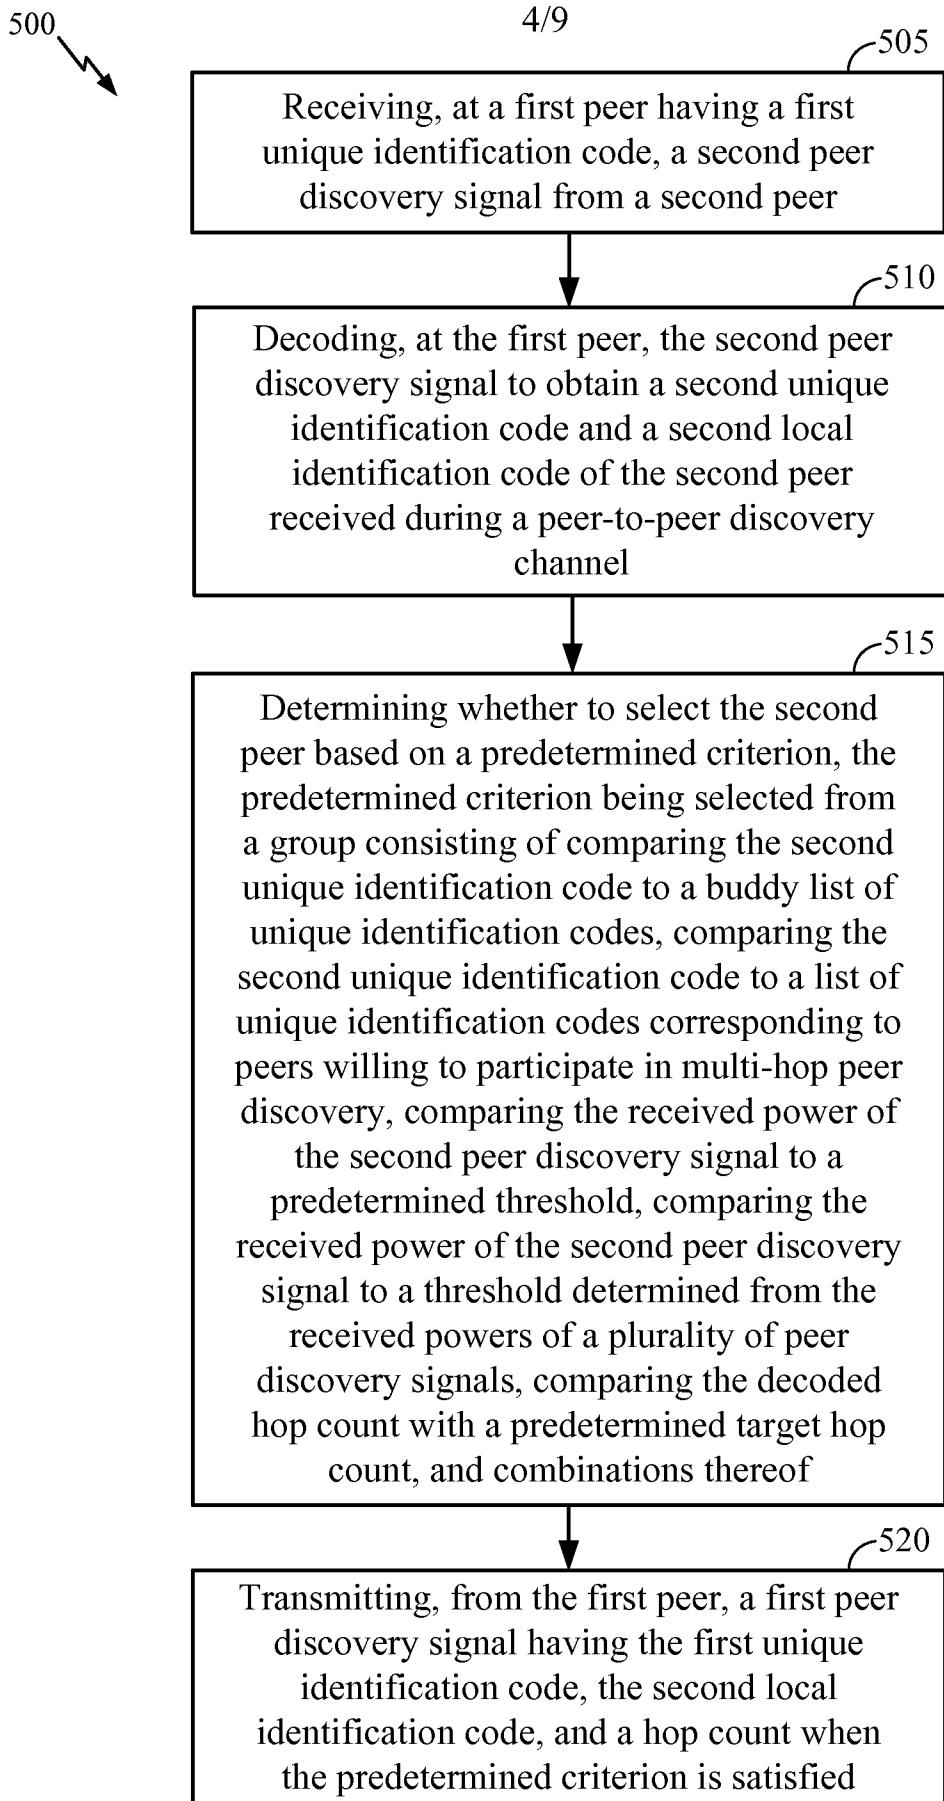 500
4/9
505
Receiving, at a first peer having a first
unique identification code, a second peer
discovery signal from a second peer
510
Decoding, at the first peer, the second peer
discovery signal to obtain a second unique
identification code and a second local
identification code of the second peer
received during a peer-to-peer discovery
channel
515
Determining whether to select the second
peer based on a predetermined criterion, the
predetermined criterion being selected from
a group consisting of comparing the second
unique identification code to a buddy list of
unique identification codes, comparing the
second unique identification code to a list of
unique identification codes corresponding to
peers willing to participate in multi-hop peer
discovery, comparing the received power of
the second peer discovery signal to a
predetermined threshold, comparing the
received power of the second peer discovery
signal to a threshold determined from the
received powers of a plurality of peer
discovery signals, comparing the decoded
hop count with a predetermined target hop
count, and combinations thereof
520
Transmitting, from the first peer, a first peer
discovery signal having the first unique
identification code, the second local
identification code, and a hop count when
the predetermined criterion is satisfied